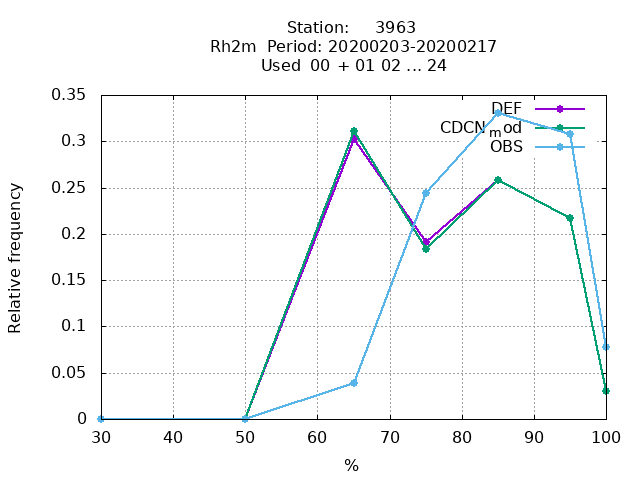 Station: 3963
Rh2m Period: 20200203-20200217
Used 00 + 01 02 ... 24
0.35
0.3
0.25
0.2
0.15
0.1
0.05
0
30 40 50 60 70 80 90 100
Relative frequency
%
DEF
CDCNmod
OBS